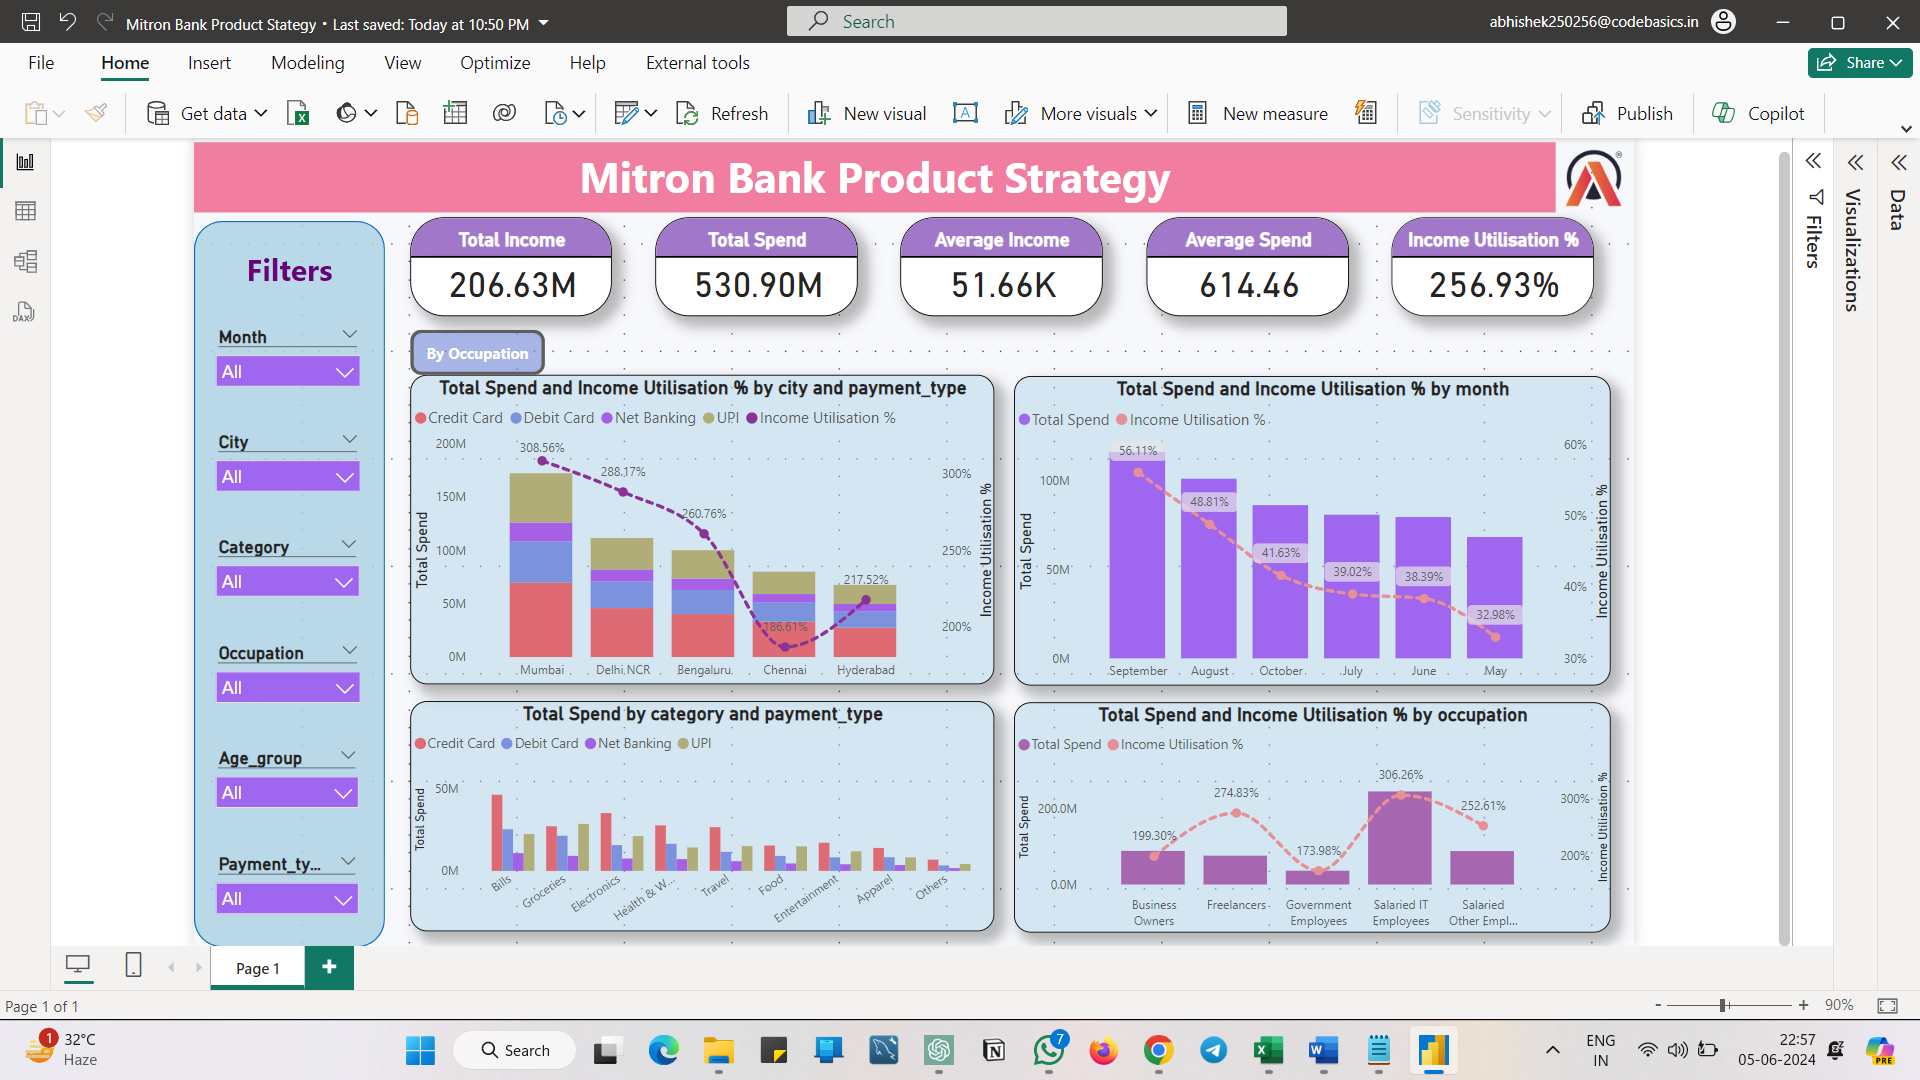 Mitron Bank Product Stategy • Last saved: Today at 10:50 PM
Search
abhishek250256@codebasics.in
File Home Insert Modeling View Optimize Help External tools
Share
Get data
Refresh
New visual
A
More visuals
New measure
Sensitivity
Publish
Copilot
DAX
Mitron Bank Product Strategy
Filters
Visualizations
Data
Filters
Month
All
City
All
Category
All
Occupation
All
Age_group
All
Payment_ty...
All
Total Income
206.63M
Total Spend
530.90M
Average Income
51.66K
Average Spend
614.46
Income Utilisation %
256.93%
By Occupation
Total Spend and Income Utilisation % by city and payment_type
Credit Card Debit Card Net Banking UPI Income Utilisation %
Total Spend
200M
150M
100M
50M
0M
308.56%
288.17%
260.76%
186.61%
217.52%
300%
250%
200%
Income Utilisation %
Mumbai Delhi NCR Bengaluru Chennai Hyderabad
Total Spend and Income Utilisation % by month
Total Spend Income Utilisation %
Total Spend
100M
50M
0M
56.11%
48.81%
41.63%
39.02%
38.39%
32.98%
60%
50%
40%
30%
Income Utilisation %
September August October July June May
Total Spend by category and payment_type
Credit Card Debit Card Net Banking UPI
Total Spend
50M
0M
Bills Groceries Electronics Health & W... Travel Food Entertainment Apparel Others
Total Spend and Income Utilisation % by occupation
Total Spend Income Utilisation %
Total Spend
200.0M
0.0M
199.30%
274.83%
173.98%
306.26%
252.61%
300%
200%
Income Utilisation %
Business Owners
Freelancers
Government Employees
Salaried IT Employees
Salaried Other Empl...
Page 1
Page 1 of 1
- + 90%
1
32°C
Haze
Search
7
ENG
IN
22:57
05-06-2024
PRE